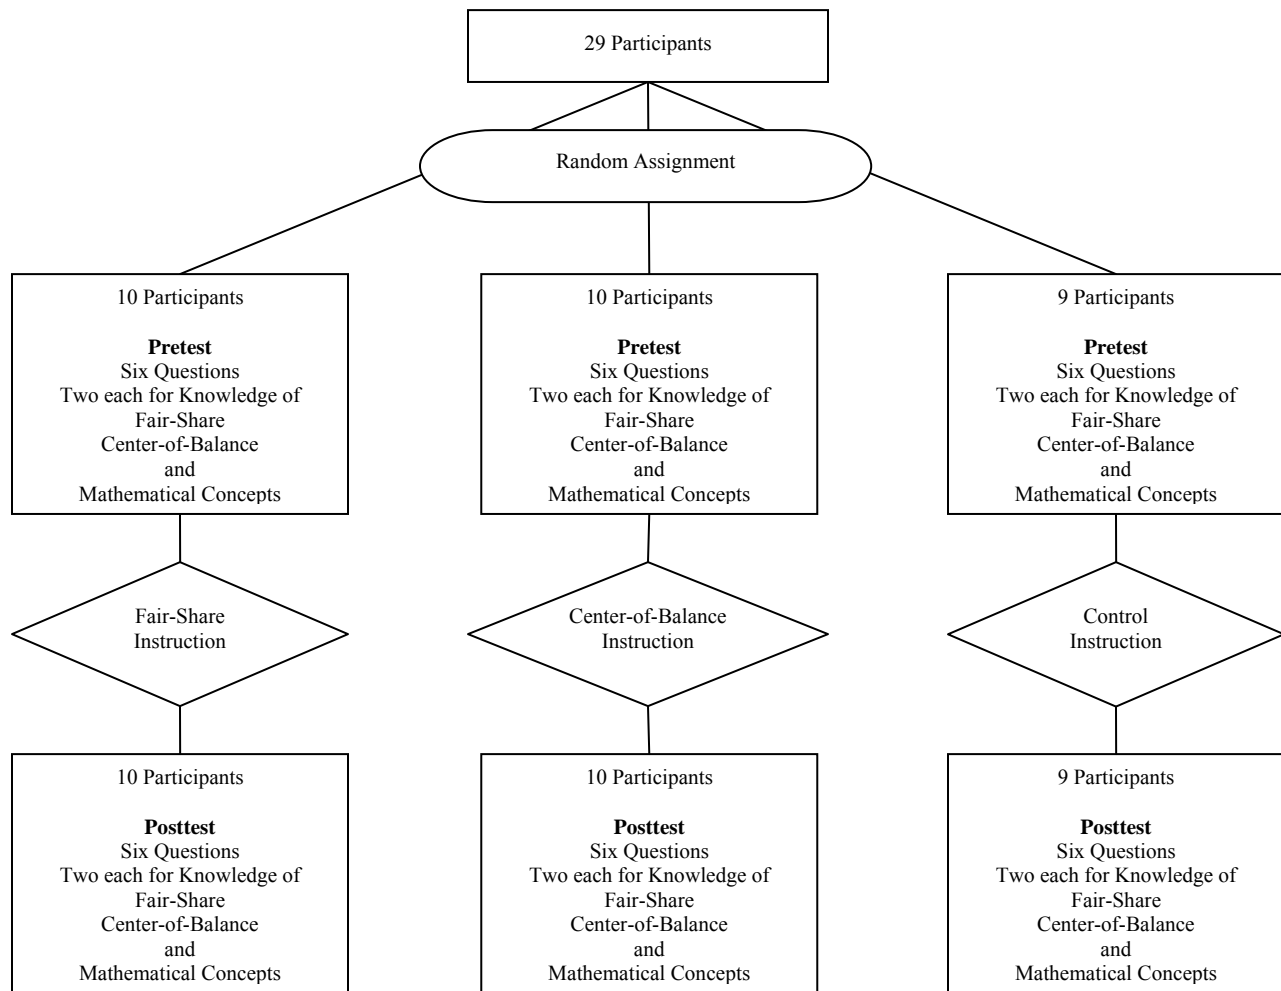 29 Participants
Random Assignment
10 Participants
Pretest
Six Questions
Two each for Knowledge of
Fair-Share
Center-of-Balance
and
Mathematical Concepts
10 Participants
Pretest
Six Questions
Two each for Knowledge of
Fair-Share
Center-of-Balance
and
Mathematical Concepts
9 Participants
Pretest
Six Questions
Two each for Knowledge of
Fair-Share
Center-of-Balance
and
Mathematical Concepts
Fair-Share
Instruction
Center-of-Balance
Instruction
Control
Instruction
10 Participants
Posttest
Six Questions
Two each for Knowledge of
Fair-Share
Center-of-Balance
and
Mathematical Concepts
10 Participants
Posttest
Six Questions
Two each for Knowledge of
Fair-Share
Center-of-Balance
and
Mathematical Concepts
9 Participants
Posttest
Six Questions
Two each for Knowledge of
Fair-Share
Center-of-Balance
and
Mathematical Concepts